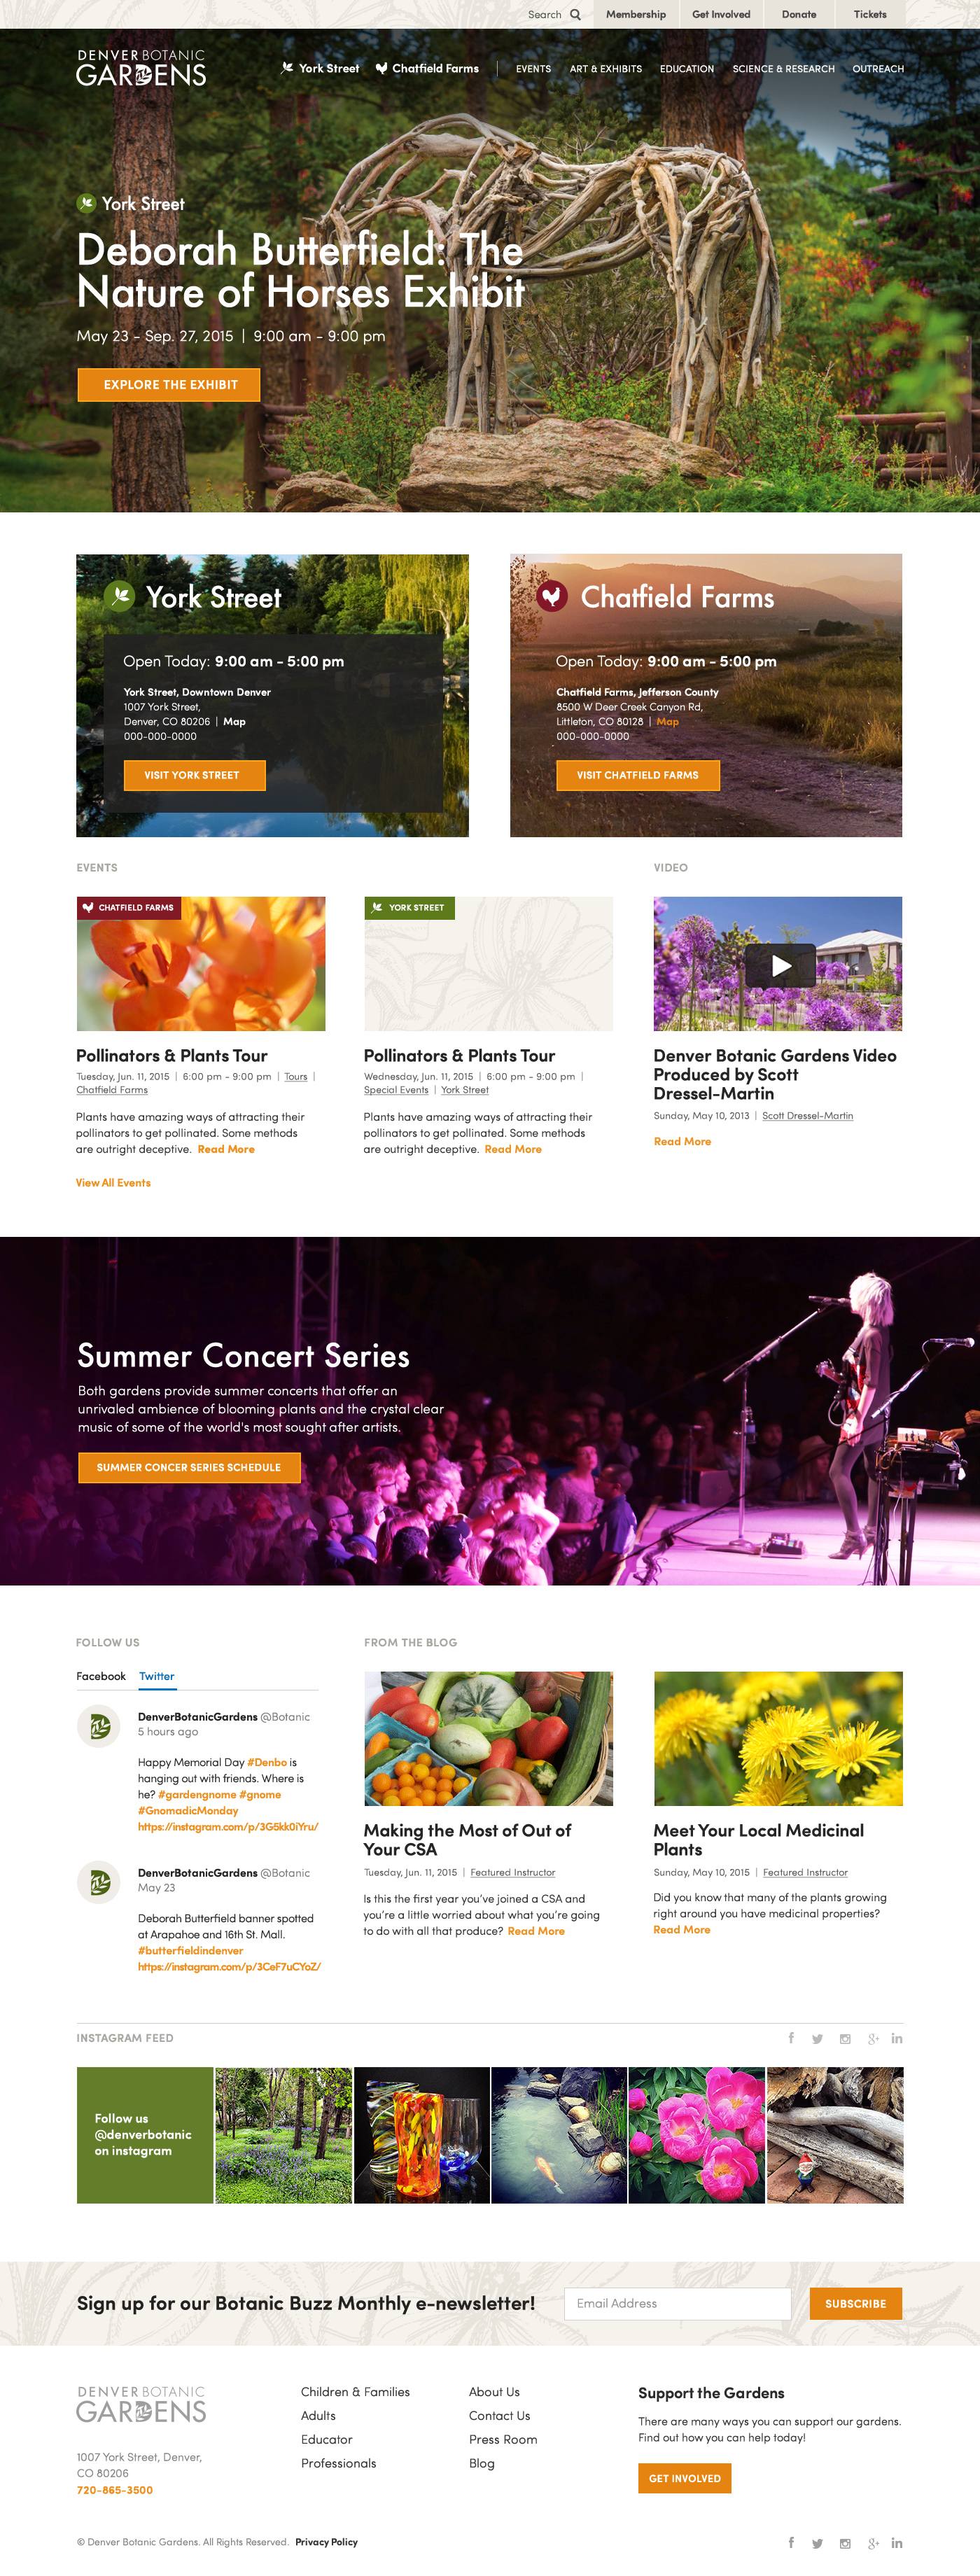 Search
Membership
Get Involved
Donate
Tickets
DENVER BOTANIC
GARDENS
York Street
Chatfield Farms
EVENTS
ART & EXHIBITS
EDUCATION
SCIENCE & RESEARCH
OUTREACH
York Street
Deborah Butterfield: The
Nature of Horses Exhibit
May 23 - Sep. 27, 2015 | 9:00 am - 9:00 pm
EXPLORE THE EXHIBIT
York Street
Open Today: 9:00 am - 5:00 pm
York Street, Downtown Denver
1007 York Street,
Denver, CO 80206 | Map
000-000-0000
VISIT YORK STREET
Chatfield Farms
Open Today: 9:00 am - 5:00 pm
Chatfield Farms, Jefferson County
8500 W Deer Creek Canyon Rd,
Littleton, CO 80128 | Map
000-000-0000
VISIT CHATFIELD FARMS
EVENTS
CHATFIELD FARMS
Pollinators & Plants Tour
Tuesday, Jun. 11, 2015 | 6:00 pm - 9:00 pm | Tours |
Chatfield Farms
Plants have amazing ways of attracting their
pollinators to get pollinated. Some methods
are outright deceptive. Read More
View All Events
YORK STREET
Pollinators & Plants Tour
Wednesday, Jun. 11, 2015 | 6:00 pm - 9:00 pm |
Special Events | York Street
Plants have amazing ways of attracting their
pollinators to get pollinated. Some methods
are outright deceptive. Read More
VIDEO
Denver Botanic Gardens Video
Produced by Scott
Dressel-Martin
Sunday, May 10, 2013 | Scott Dressel-Martin
Read More
Summer Concert Series
Both gardens provide summer concerts that offer an
unrivaled ambience of blooming plants and the crystal clear
music of some of the world's most sought after artists.
SUMMER CONCER SERIES SCHEDULE
FOLLOW US
Facebook
Twitter
DenverBotanicGardens @Botanic
5 hours ago
Happy Memorial Day #Denbo is
hanging out with friends. Where is
he? #gardengnome #gnome
#GnomadicMonday
https://instagram.com/p/3G5kk0iYru/
DenverBotanicGardens @Botanic
May 23
Deborah Butterfield banner spotted
at Arapahoe and 16th St. Mall.
#butterfieldindenver
https://instagram.com/p/3CeF7uCYoZ/
FROM THE BLOG
Making the Most of Out of
Your CSA
Tuesday, Jun. 11, 2015 | Featured Instructor
Is this the first year you've joined a CSA and
you're a little worried about what you're going
to do with all that produce? Read More
Meet Your Local Medicinal
Plants
Sunday, May 10, 2015 | Featured Instructor
Did you know that many of the plants growing
right around you have medicinal properties?
Read More
INSTAGRAM FEED
Follow us
@denverbotanic
on instagram
Sign up for our Botanic Buzz Monthly e-newsletter!
Email Address
SUBSCRIBE
DENVER BOTANIC
GARDENS
1007 York Street, Denver,
CO 80206
720-865-3500
Children & Families
Adults
Educator
Professionals
About Us
Contact Us
Press Room
Blog
Support the Gardens
There are many ways you can support our gardens.
Find out how you can help today!
GET INVOLVED
© Denver Botanic Gardens. All Rights Reserved. Privacy Policy